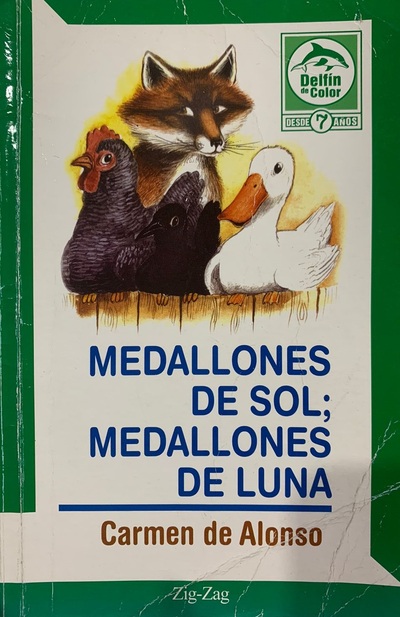 Delfín
de Color
DESDE 7 AÑOS
MEDALLONES
DE SOL;
MEDALLONES
DE LUNA
Carmen de Alonso
Zig-Zag